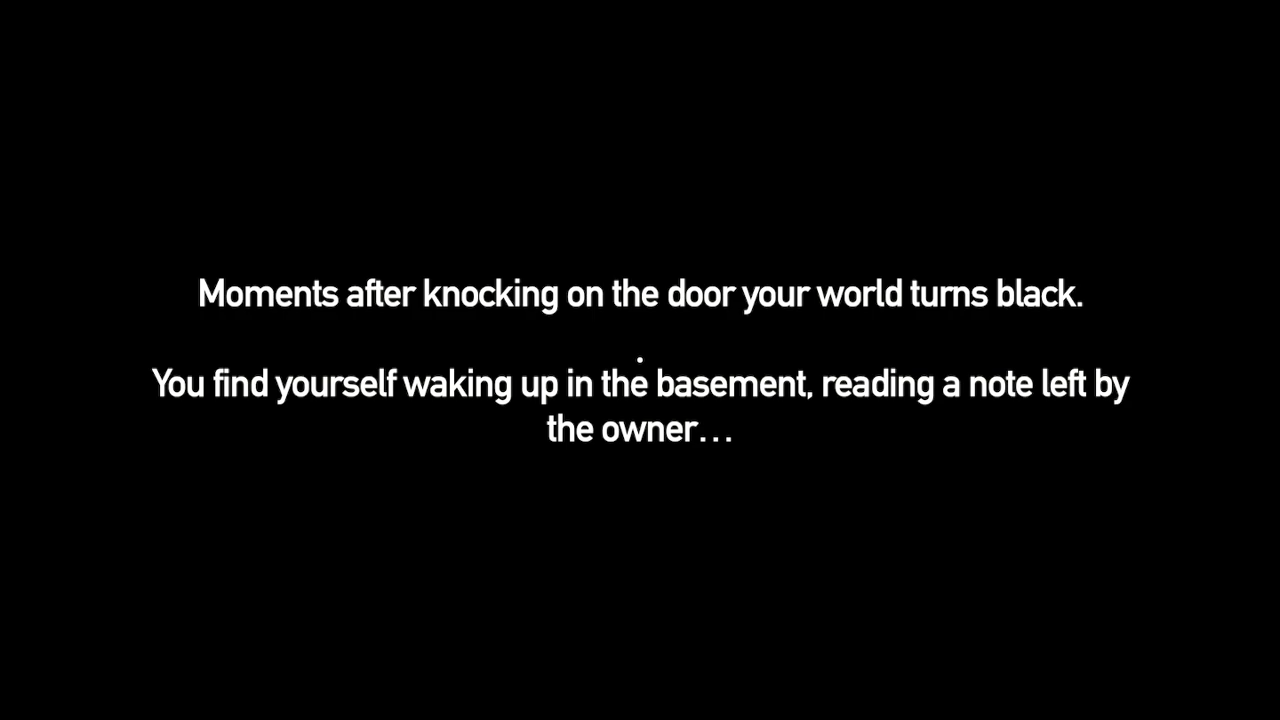 Moments after knocking on the door your world turns black.
.
You find yourself waking up in the basement, reading a note left by
the owner...